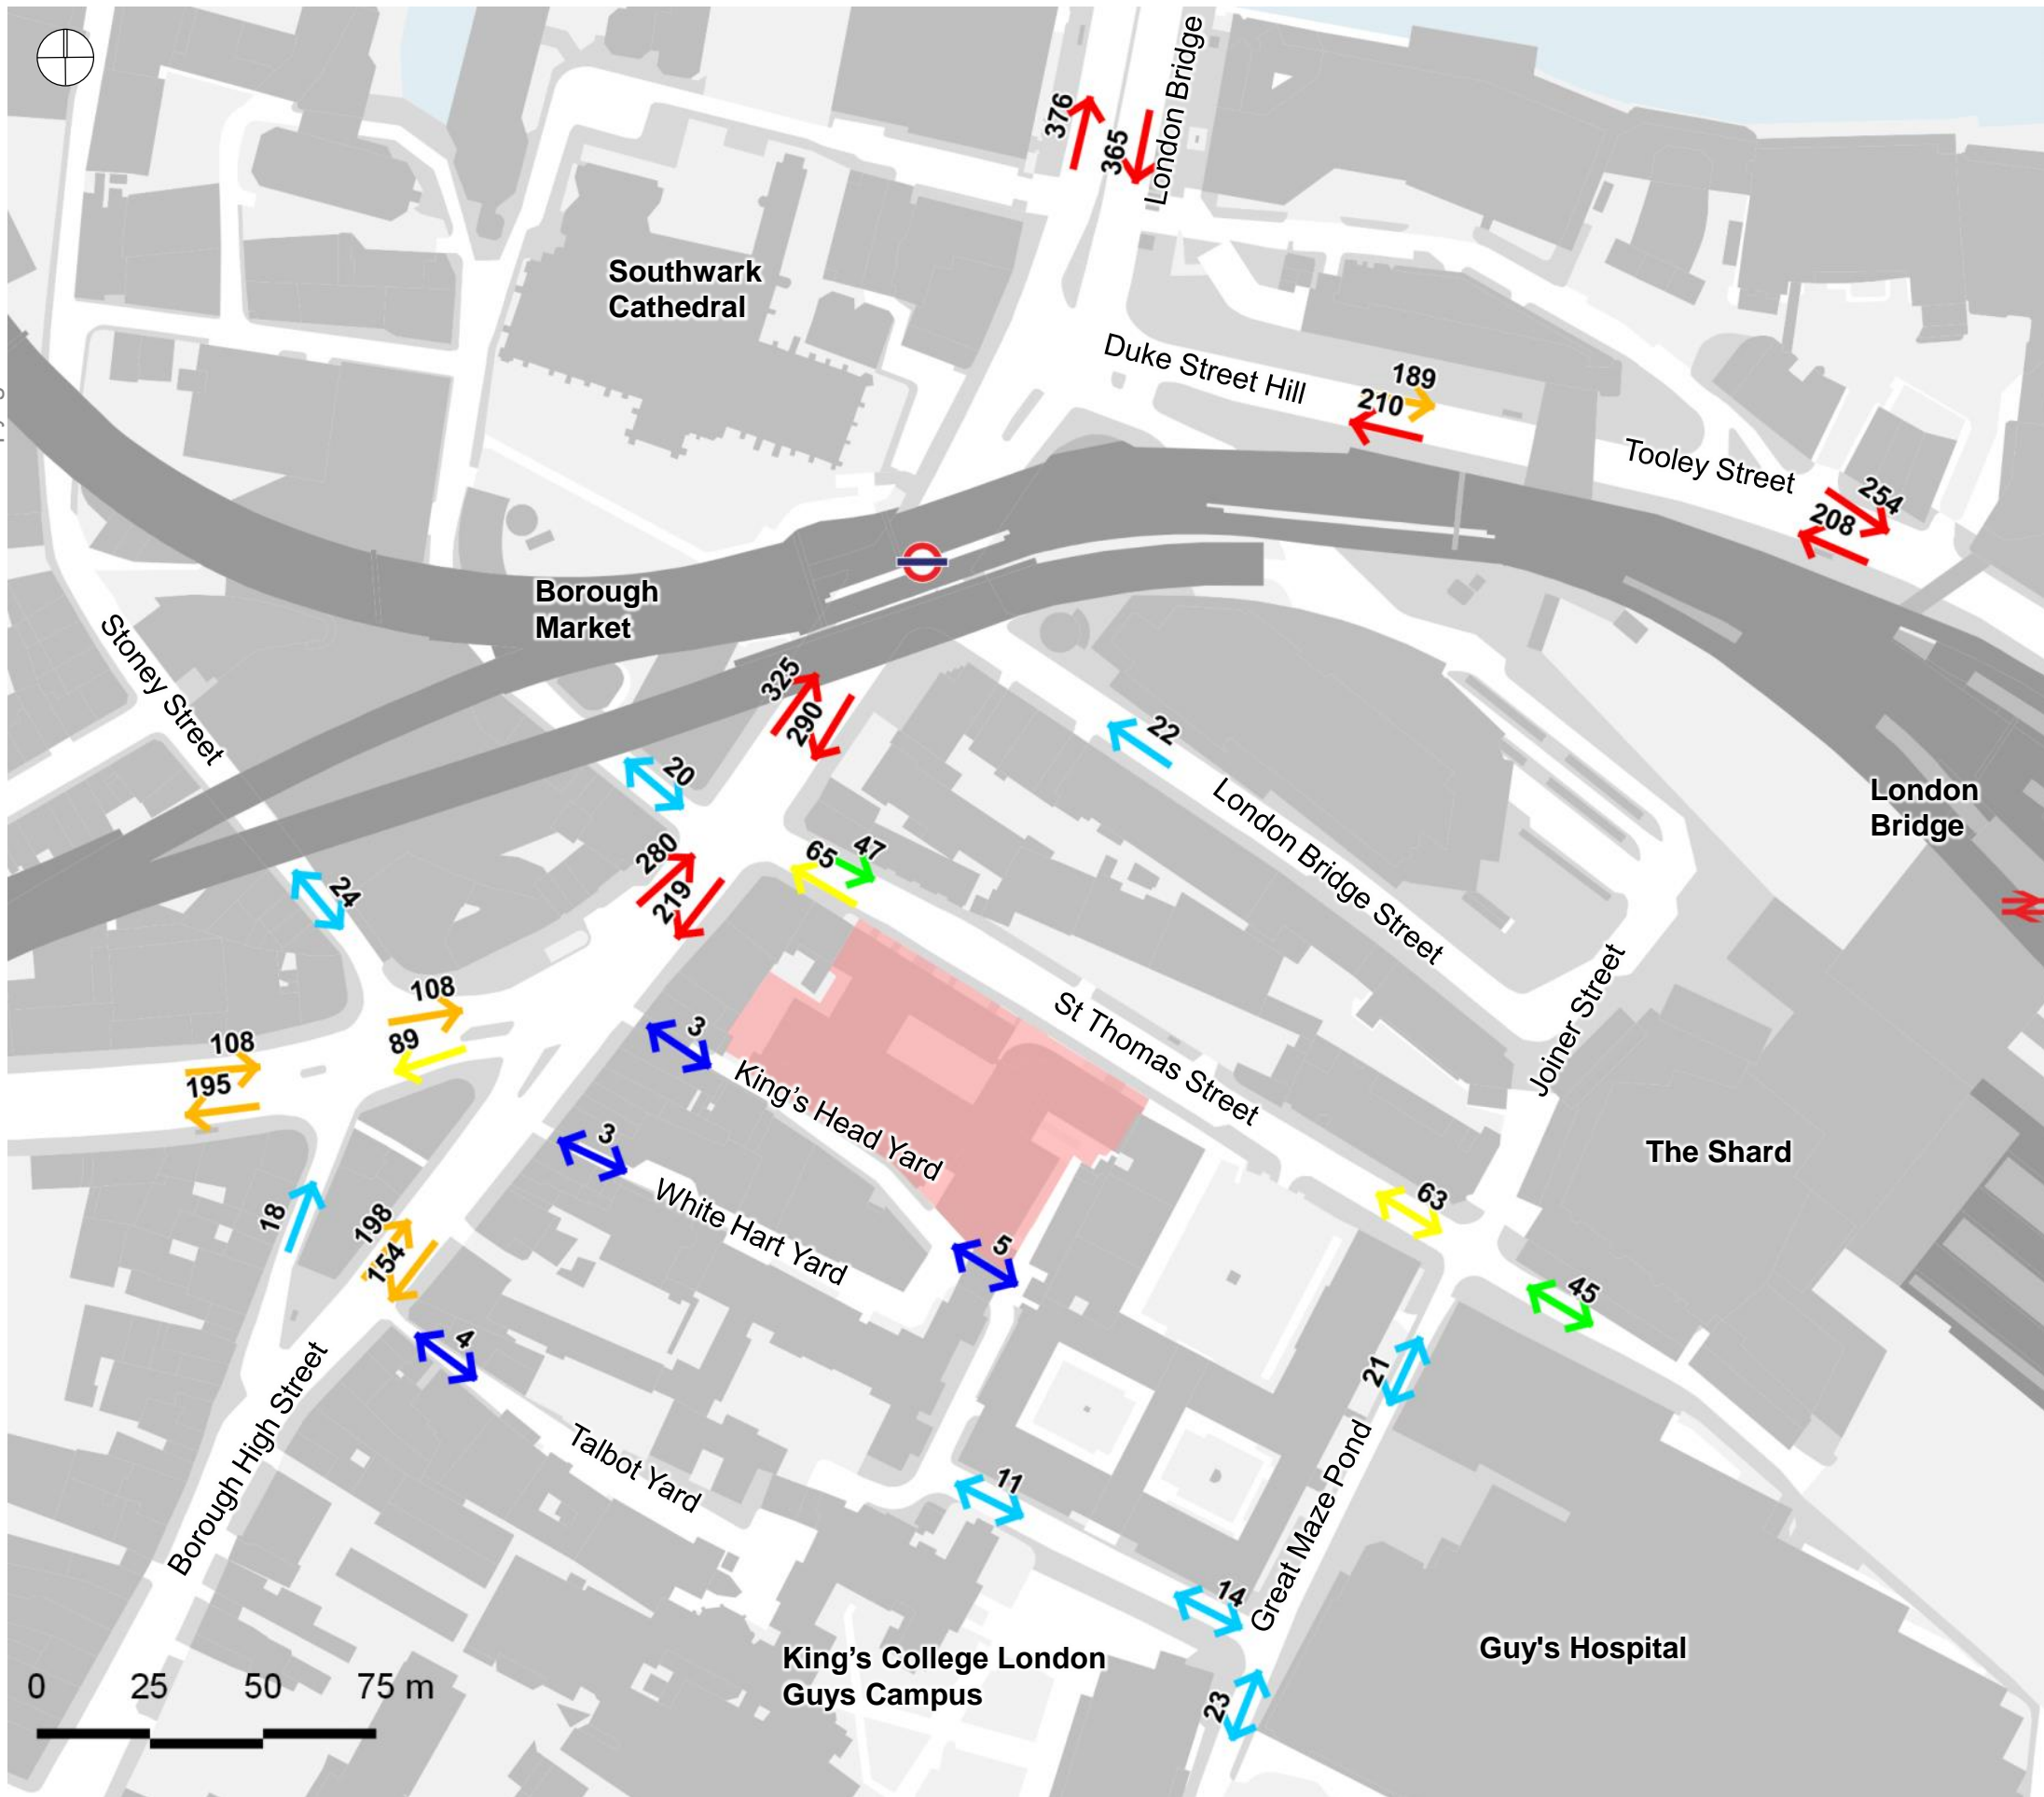 London Bridge
376
365
Southwark
Cathedral
Duke Street Hill
189
210
Tooley Street
254
208
Borough
Market
Stoney Street
325
290
22
20
London Bridge Street
London
Bridge
280
219
65
47
24
108
89
108
195
3
King's Head Yard
St Thomas Street
Joiner Street
The Shard
3
White Hart Yard
63
18
198
154
5
45
4
21
Borough High Street
Talbot Yard
11
Great Maze Pond
14
King's College London
Guys Campus
Guy's Hospital
23
0 25 50 75 m